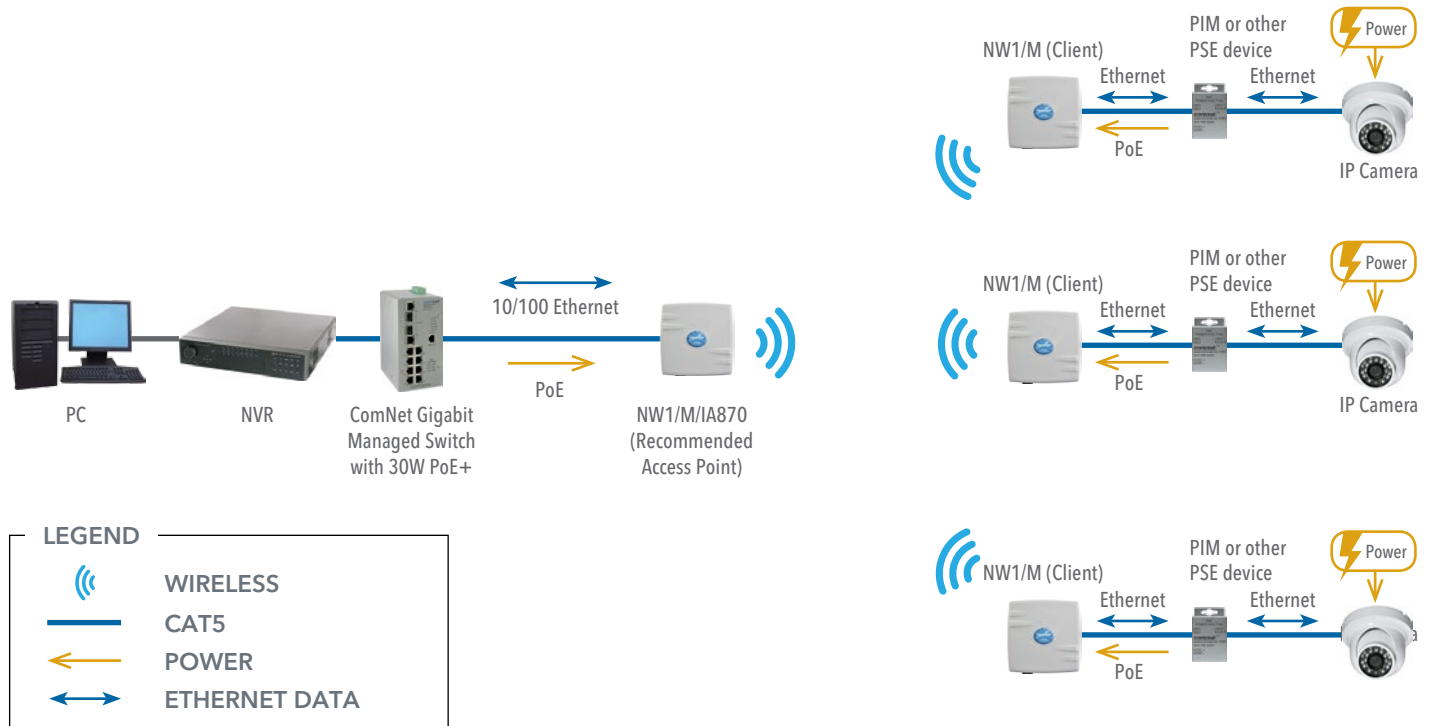 PIM or other
PSE device
Power
NW1/M (Client)
Ethernet
Ethernet
PoE
IP Camera
PIM or other
PSE device
Power
NW1/M (Client)
Ethernet
Ethernet
PoE
IP Camera
10/100 Ethernet
PoE
PC
NVR
ComNet Gigabit
Managed Switch
with 30W PoE+
NW1/M/IA870
(Recommended
Access Point)
PIM or other
PSE device
Power
NW1/M (Client)
Ethernet
Ethernet
PoE
LEGEND
WIRELESS
CAT5
POWER
ETHERNET DATA